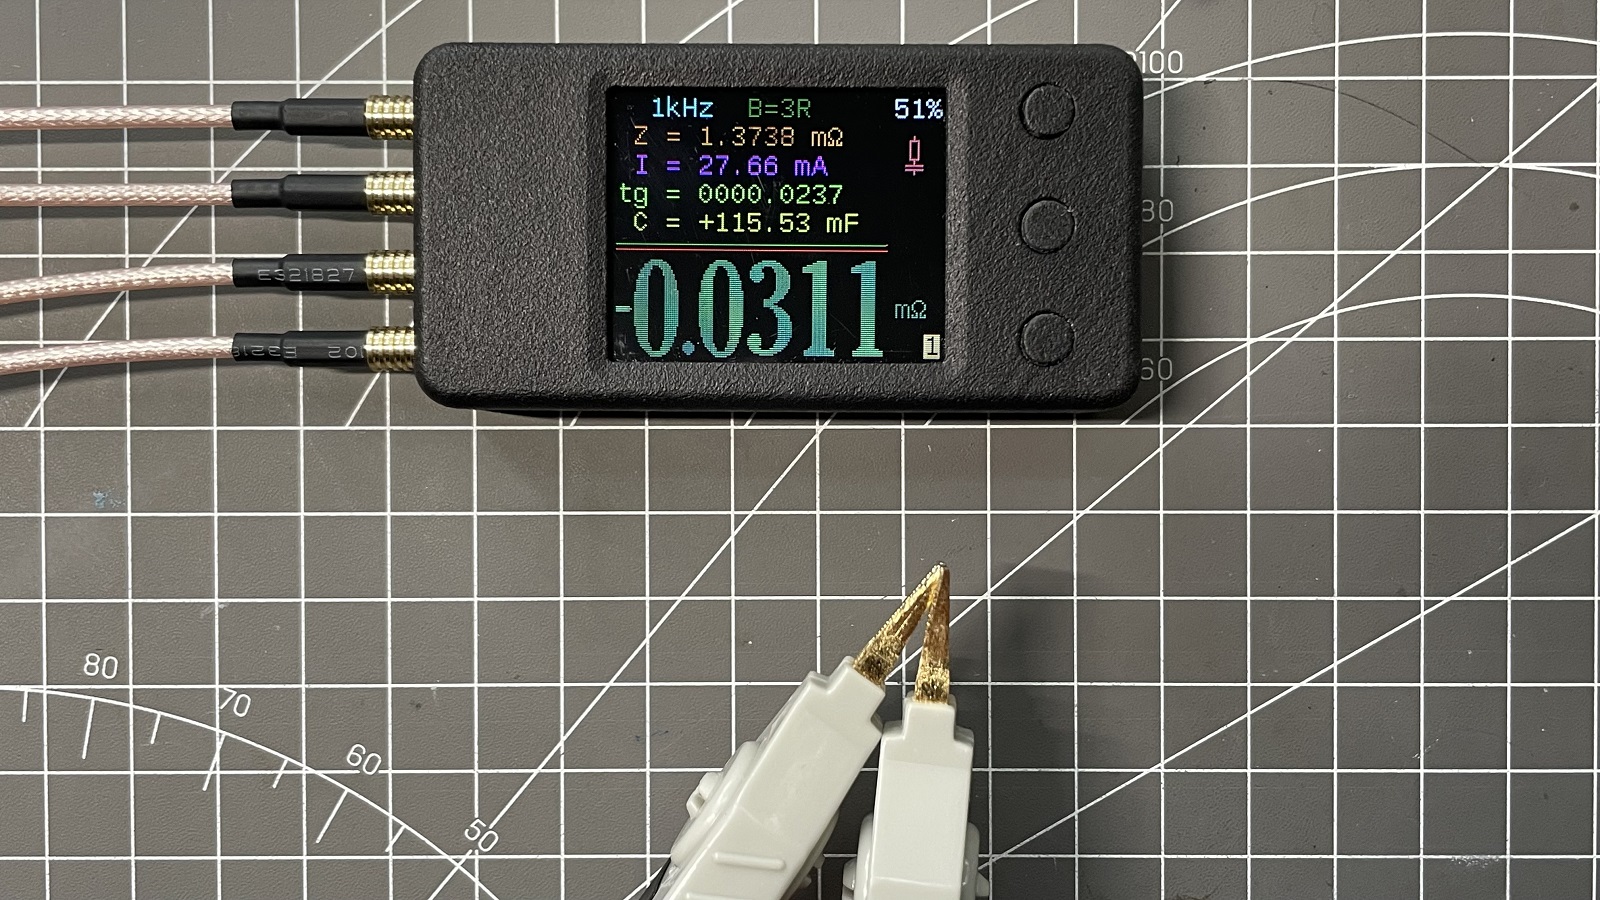 1kHz B=3R 51%
Z = 1.3738 mΩ
I = 27.66 mA
tg = 0000.0237
C = +115.53 mF
-0.0311 mΩ
1
100
80
60
ES21827
80
70
60
50